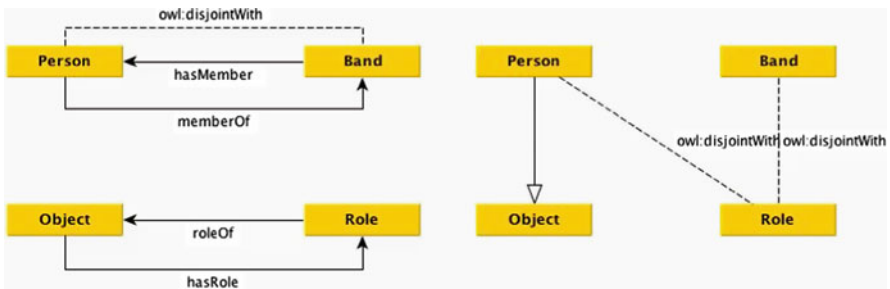 owl:disjointWith
Person
Band
hasMember
memberOf
Object
Role
roleOf
hasRole
Person
Band
owl:disjointWith
owl:disjointWith
Object
Role